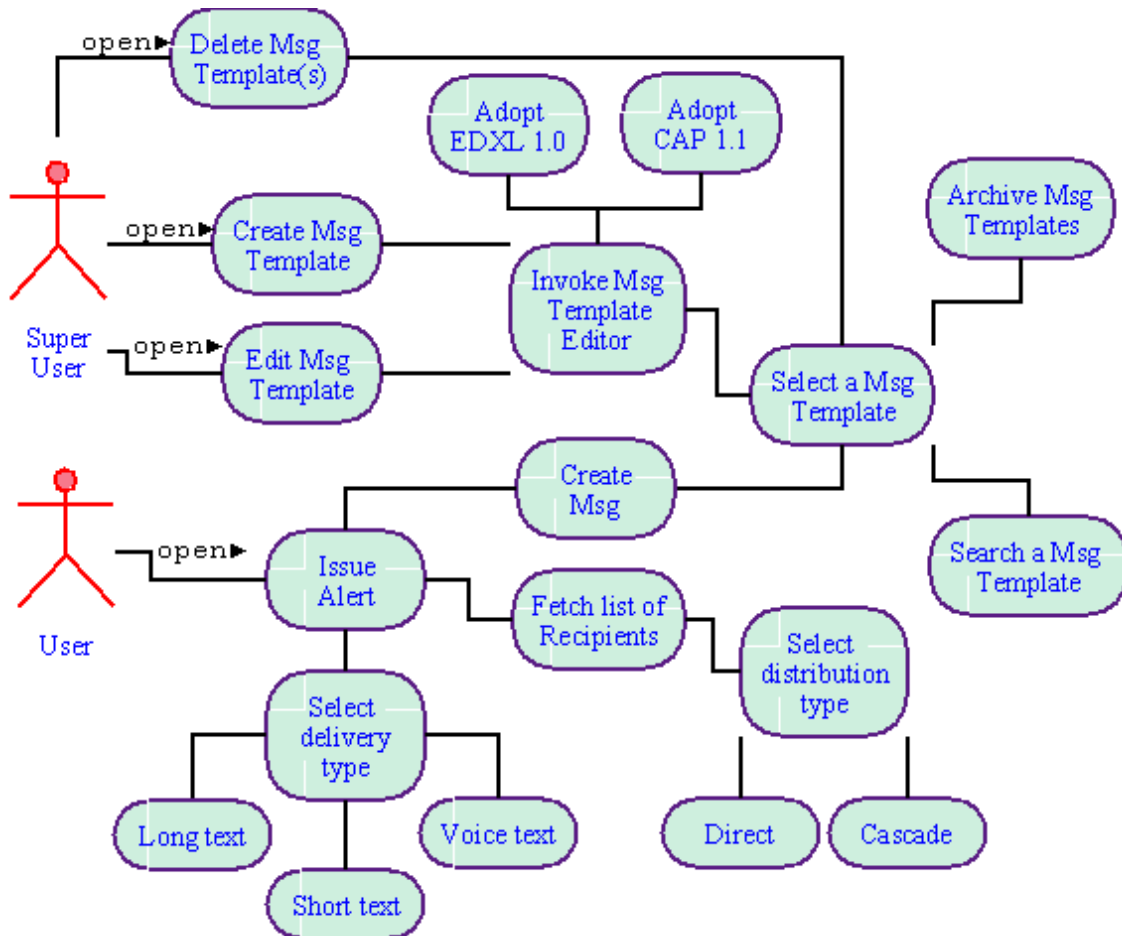 open▶
Delete Msg
Template(s)
Adopt
EDXL 1.0
Adopt
CAP 1.1
Archive Msg
Templates
open▶
Create Msg
Template
Invoke Msg
Template
Editor
Super
User
open▶
Edit Msg
Template
Select a Msg
Template
Create
Msg
User
open▶
Issue
Alert
Search a Msg
Template
Fetch list of
Recipients
Select
distribution
type
Select
delivery
type
Long text
Voice text
Short text
Direct
Cascade